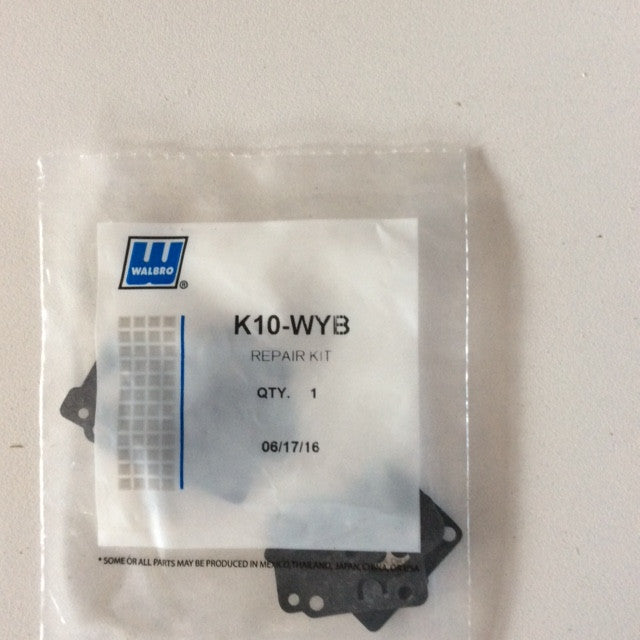 WALBRO®
K10-WYB
REPAIR KIT
QTY. 1
06/17/16
* SOME OR ALL PARTS MAY BE PRODUCED IN MEXICO, THAILAND, JAPAN, CHINA, OR USA